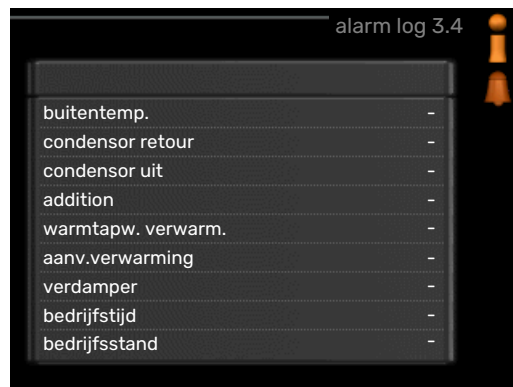 alarm log 3.4
buitentemp. -
condensor retour -
condensor uit -
addition -
warmtapw. verwarm. -
aanv.verwarming -
verdamper -
bedrijfstijd -
bedrijfsstand -